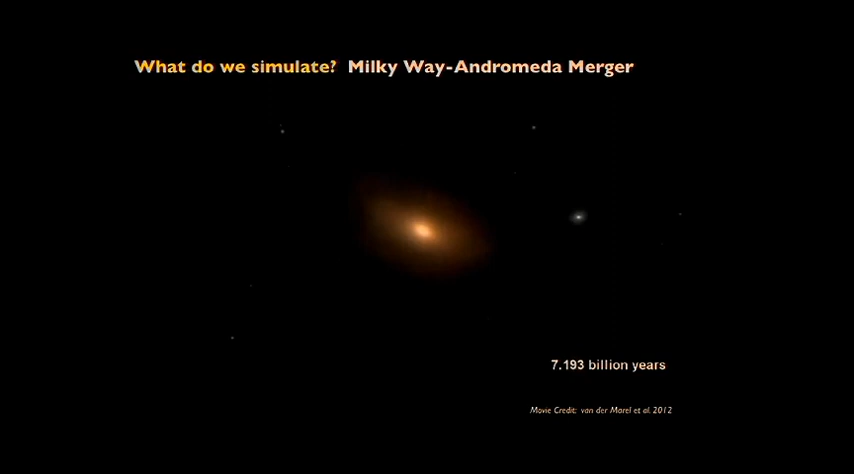 What do we simulate? Milky Way-Andromeda Merger
7.193 billion years
Movie Credit: van der Marel et al. 2012